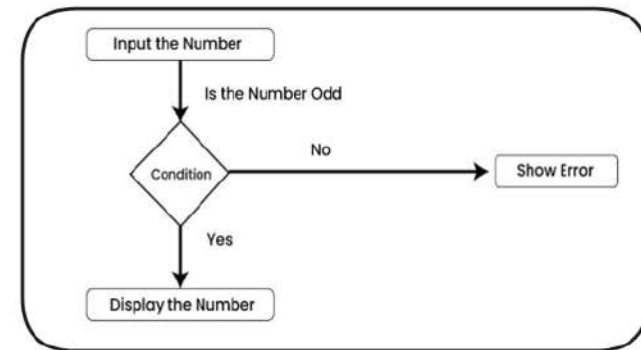 Input the Number
Is the Number Odd
Condition
No
Show Error
Yes
Display the Number